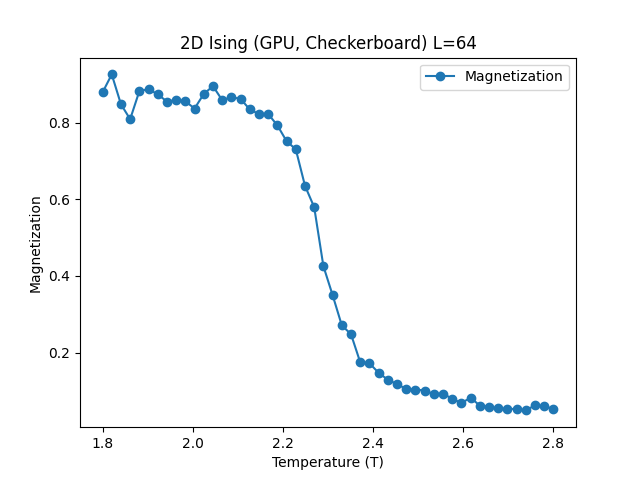 2D Ising (GPU, Checkerboard) L=64
Magnetization
Magnetization
0.8
0.6
0.4
0.2
1.8 2.0 2.2 2.4 2.6 2.8
Temperature (T)